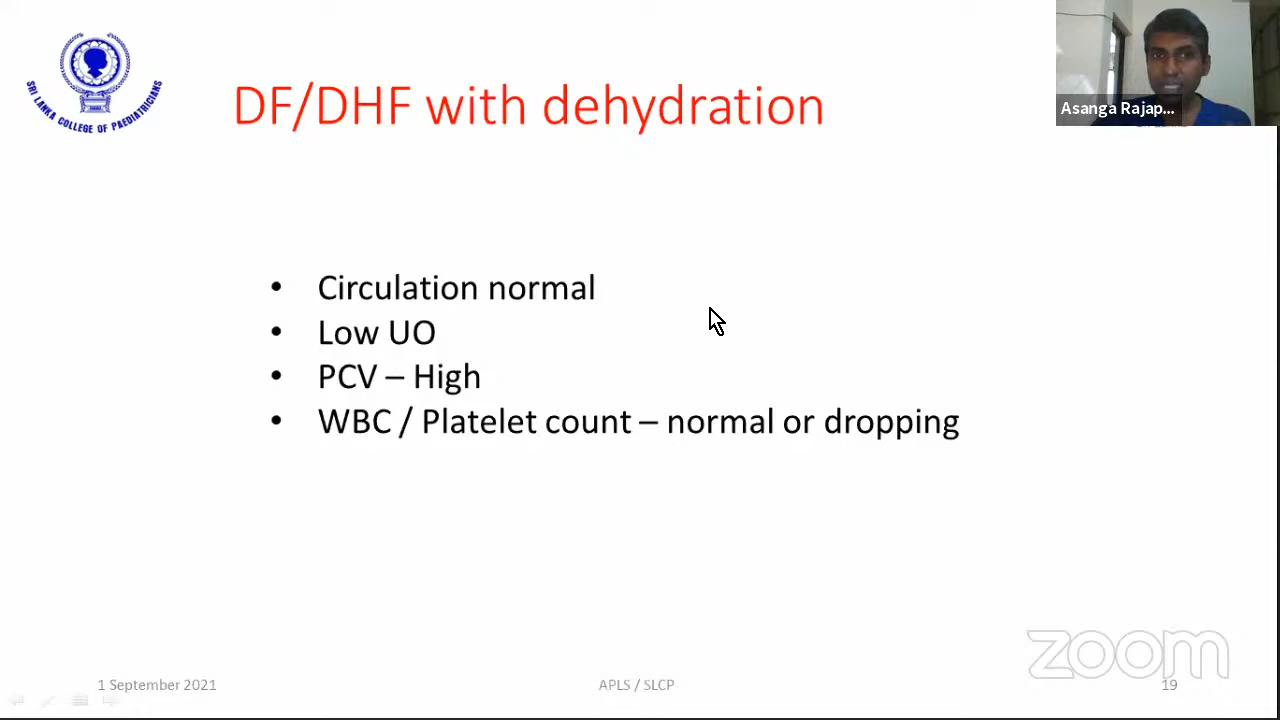 SRI LANKA COLLEGE OF PAEDIATRICIANS
DF/DHF with dehydration
Asanga Rajap...
• Circulation normal
• Low UO
• PCV – High
• WBC / Platelet count – normal or dropping
zoom
1 September 2021
APLS / SLCP
19